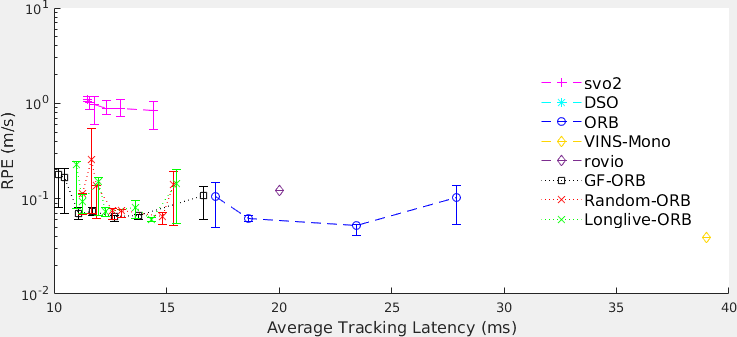 10^1
10^0
10^-1
10^-2
RPE (m/s)
svo2
DSO
ORB
VINS-Mono
rovio
GF-ORB
Random-ORB
Longlive-ORB
10 15 20 25 30 35 40
Average Tracking Latency (ms)